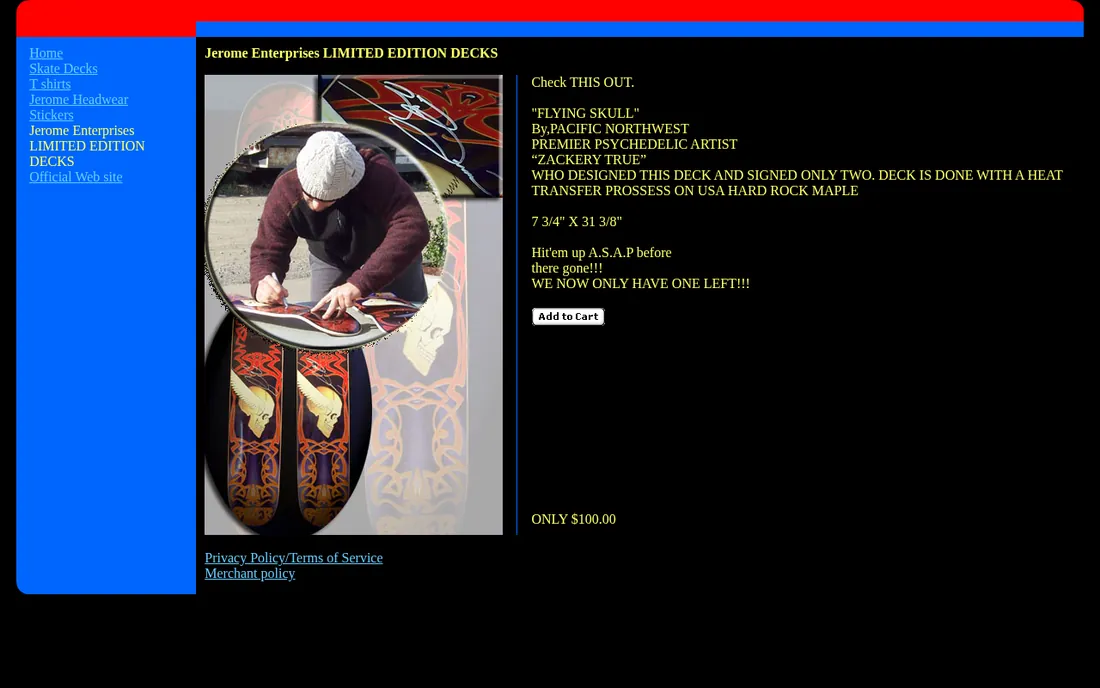 Jerome Enterprises LIMITED EDITION DECKS
Home
Skate Decks
T shirts
Jerome Headwear
Stickers
Jerome Enterprises
LIMITED EDITION
DECKS
Official Web site
Check THIS OUT.
"FLYING SKULL"
By,PACIFIC NORTHWEST
PREMIER PSYCHEDELIC ARTIST
“ZACKERY TRUE”
WHO DESIGNED THIS DECK AND SIGNED ONLY TWO. DECK IS DONE WITH A HEAT
TRANSFER PROSSESS ON USA HARD ROCK MAPLE
7 3/4" X 31 3/8"
Hit'em up A.S.A.P before
there gone!!!
WE NOW ONLY HAVE ONE LEFT!!!
Add to Cart
ONLY $100.00
Privacy Policy/Terms of Service
Merchant policy